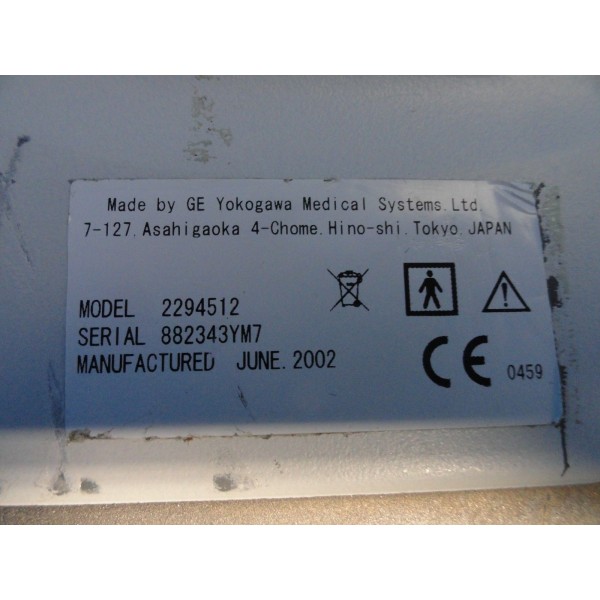 Made by GE Yokogawa Medical Systems.Ltd.
7-127.Asahigaoka 4-Chome.Hino-shi.Tokyo.JAPAN
MODEL 2294512
SERIAL 882343YM7
MANUFACTURED JUNE.2002
CE 0459